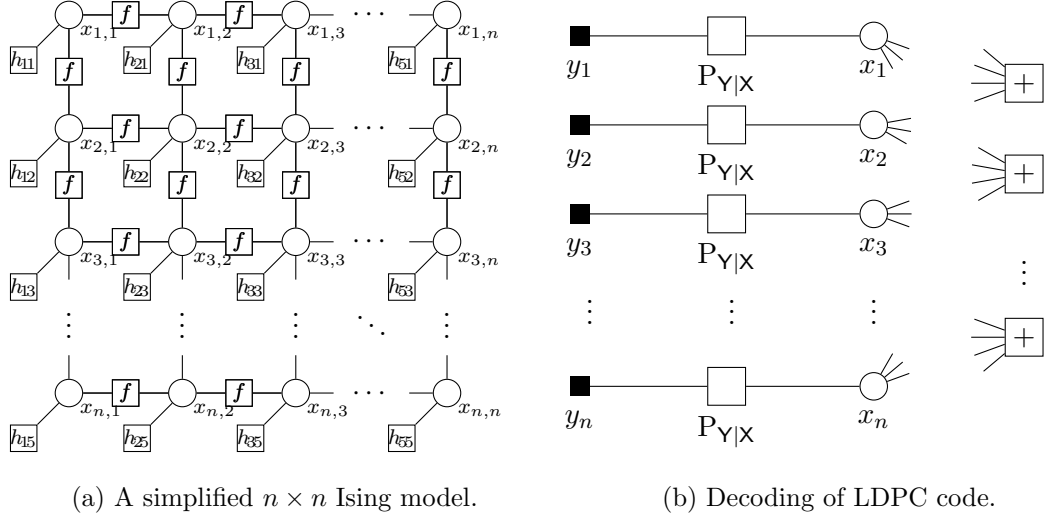 f f ···
x1,1 x1,2 x1,3 x1,n
h11 h21 h31 h51
f f f f
f f ···
x2,1 x2,2 x2,3 x2,n
h12 h22 h32 h52
f f f f
f f ···
x3,1 x3,2 x3,3 x3,n
h13 h23 h33 h53
⋮ ⋮ ⋮ ⋱ ⋮
f f ···
xn,1 xn,2 xn,3 xn,n
h15 h25 h35 h55
(a) A simplified n × n Ising model.
y1 PY|X x1
+
y2 PY|X x2
+
y3 PY|X x3
⋮ ⋮ ⋮ ⋮
+
yn PY|X xn
(b) Decoding of LDPC code.